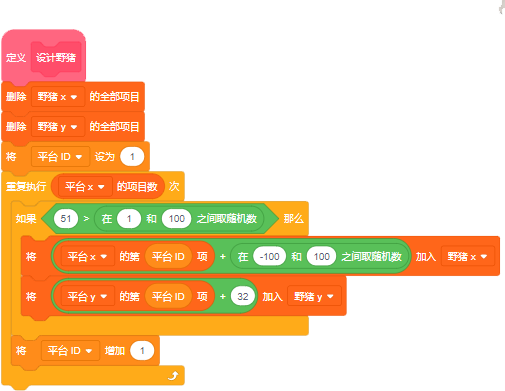 定义 设计野猪
删除 野猪 x 的全部项目
删除 野猪 y 的全部项目
将 平台 ID 设为 1
重复执行 平台 x 的项目数 次
如果 51 > 在 1 和 100 之间取随机数 那么
将 平台 x 的第 平台 ID 项 + 在 -100 和 100 之间取随机数 加入 野猪 x
将 平台 y 的第 平台 ID 项 + 32 加入 野猪 y
将 平台 ID 增加 1